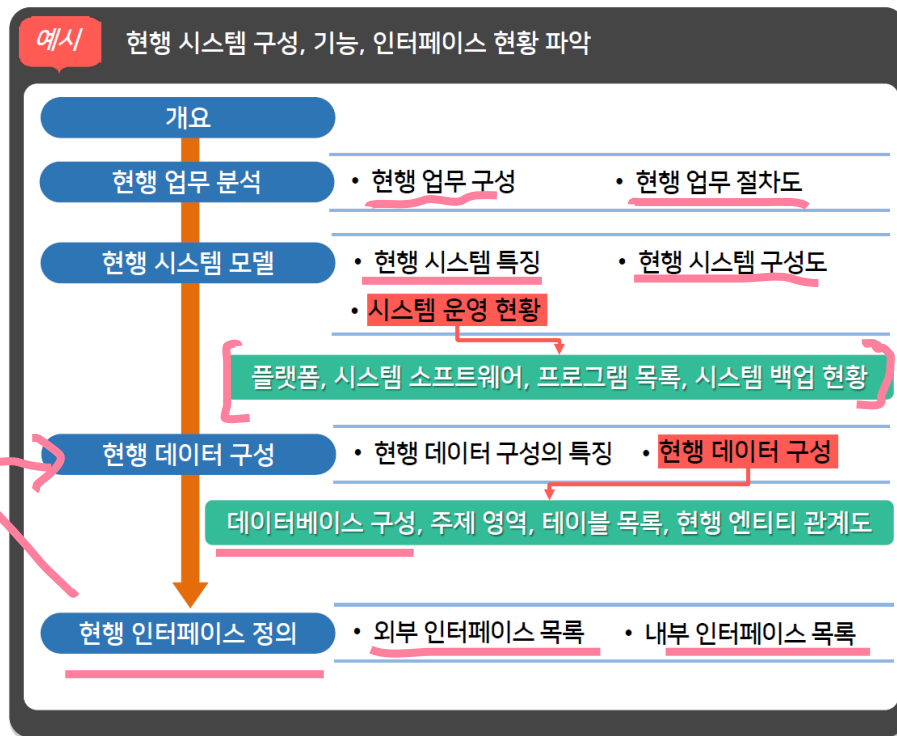 예시
현행 시스템 구성, 기능, 인터페이스 현황 파악
개요
현행 업무 분석
• 현행 업무 구성
• 현행 업무 절차도
현행 시스템 모델
• 현행 시스템 특징
• 현행 시스템 구성도
• 시스템 운영 현황
플랫폼, 시스템 소프트웨어, 프로그램 목록, 시스템 백업 현황
현행 데이터 구성
• 현행 데이터 구성의 특징
• 현행 데이터 구성
데이터베이스 구성, 주제 영역, 테이블 목록, 현행 엔티티 관계도
현행 인터페이스 정의
• 외부 인터페이스 목록
• 내부 인터페이스 목록